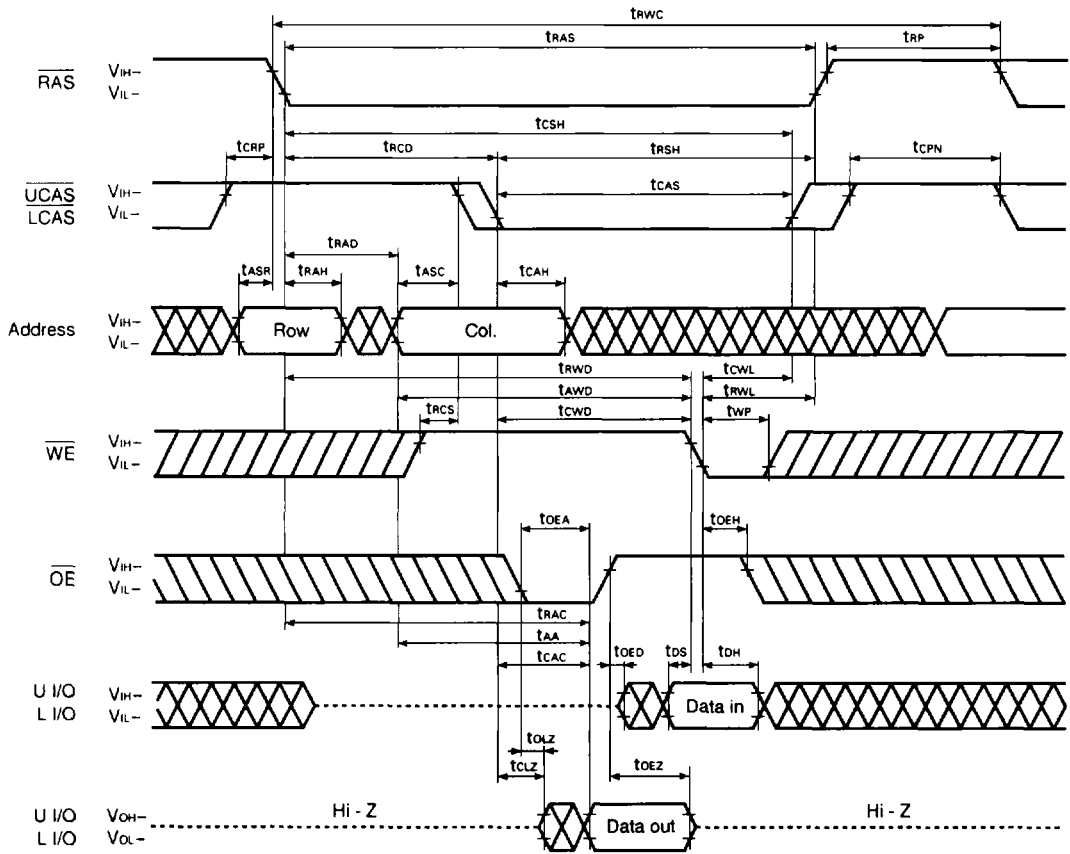 tRWC
tRAS
tRP
RAS
VIH–
VIL–
tCSH
tCRP
tRCD
tRSH
tCPN
UCAS
LCAS
VIH–
VIL–
tCAS
tRAD
tASR
tRAH
tASC
tCAH
Address
VIH–
VIL–
Row
Col.
tRWD
tCWL
tAWD
tRWL
tRCS
tCWD
tWP
WE
VIH–
VIL–
tOEA
tOEH
OE
VIH–
VIL–
tRAC
tAA
tCAC
tOED
tDS
tDH
U I/O
L I/O
VIH–
VIL–
Data in
tOLZ
tCLZ
tOEZ
U I/O
L I/O
VOH–
VOL–
Hi - Z
Data out
Hi - Z